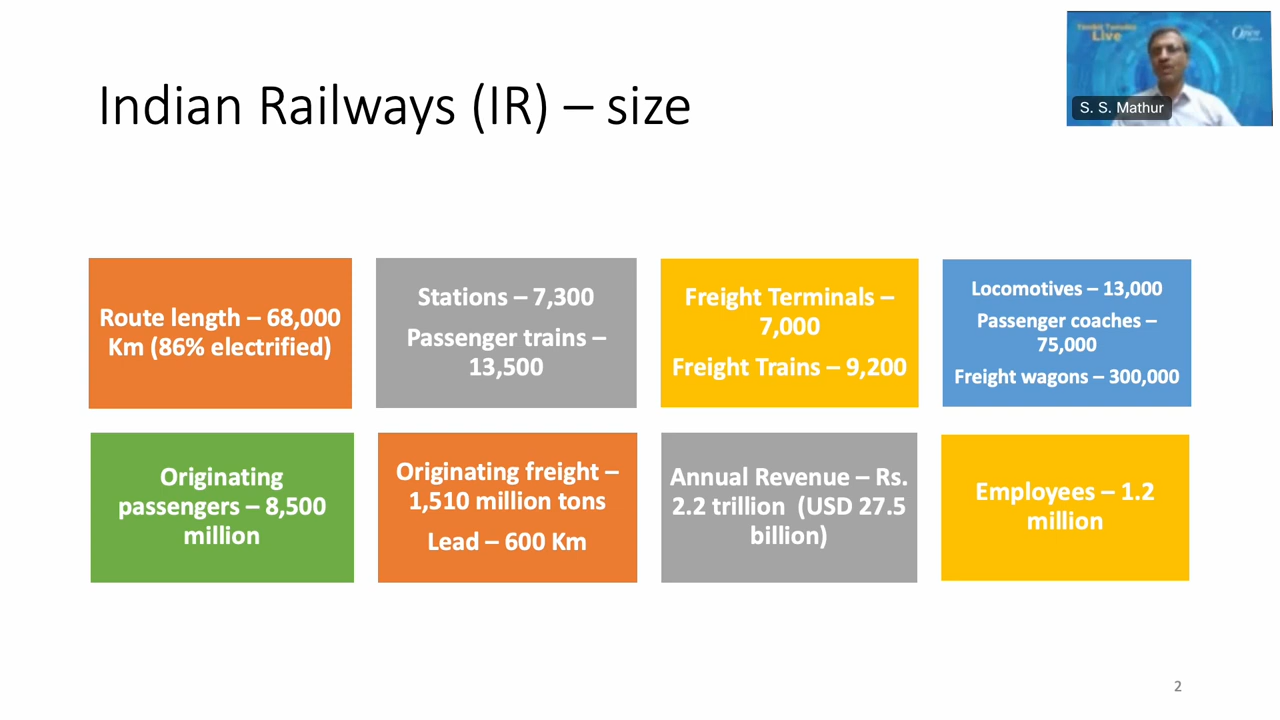 Indian Railways (IR) – size
Live
Open
S. S. Mathur
Route length – 68,000
Km (86% electrified)
Stations – 7,300
Passenger trains –
13,500
Freight Terminals –
7,000
Freight Trains – 9,200
Locomotives – 13,000
Passenger coaches –
75,000
Freight wagons – 300,000
Originating
passengers – 8,500
million
Originating freight –
1,510 million tons
Lead – 600 Km
Annual Revenue – Rs.
2.2 trillion (USD 27.5
billion)
Employees – 1.2
million
2